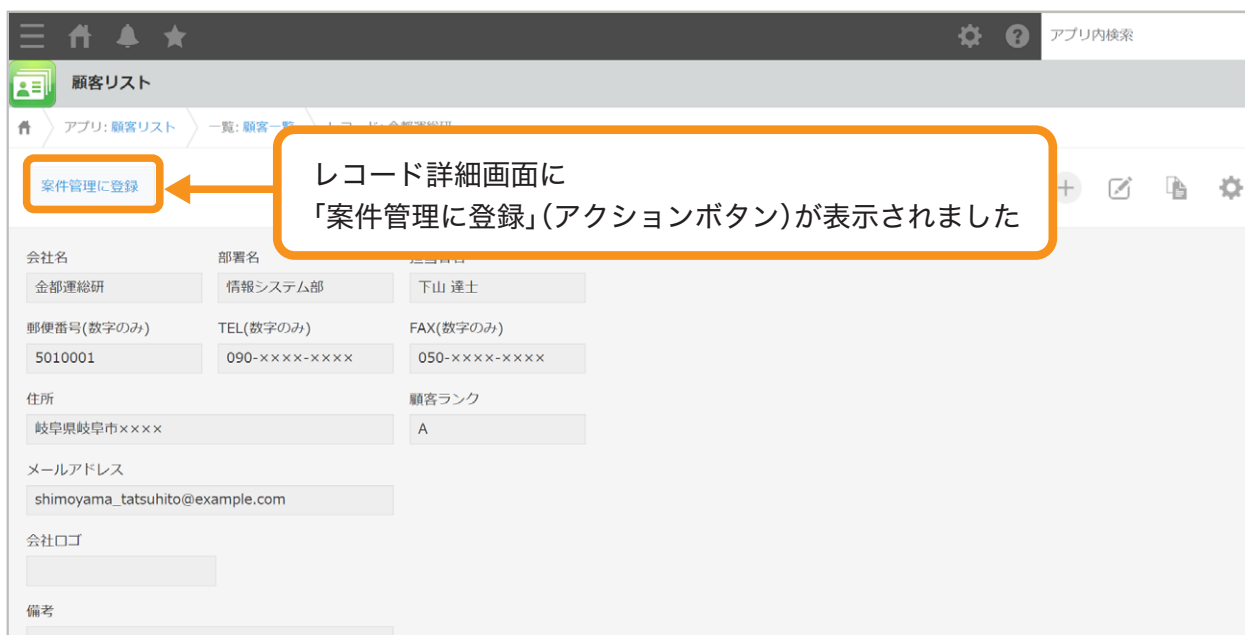 アプリ内検索
顧客リスト
アプリ: 顧客リスト
一覧: 顧客一覧
案件管理に登録
レコード詳細画面に
「案件管理に登録」(アクションボタン)が表示されました
会社名 部署名
金都運総研 情報システム部 下山 達士
郵便番号(数字のみ) TEL(数字のみ) FAX(数字のみ)
5010001 090-××××-×××× 050-××××-××××
住所 顧客ランク
岐阜県岐阜市×××× A
メールアドレス
shimoyama_tatsuhito@example.com
会社ロゴ
備考